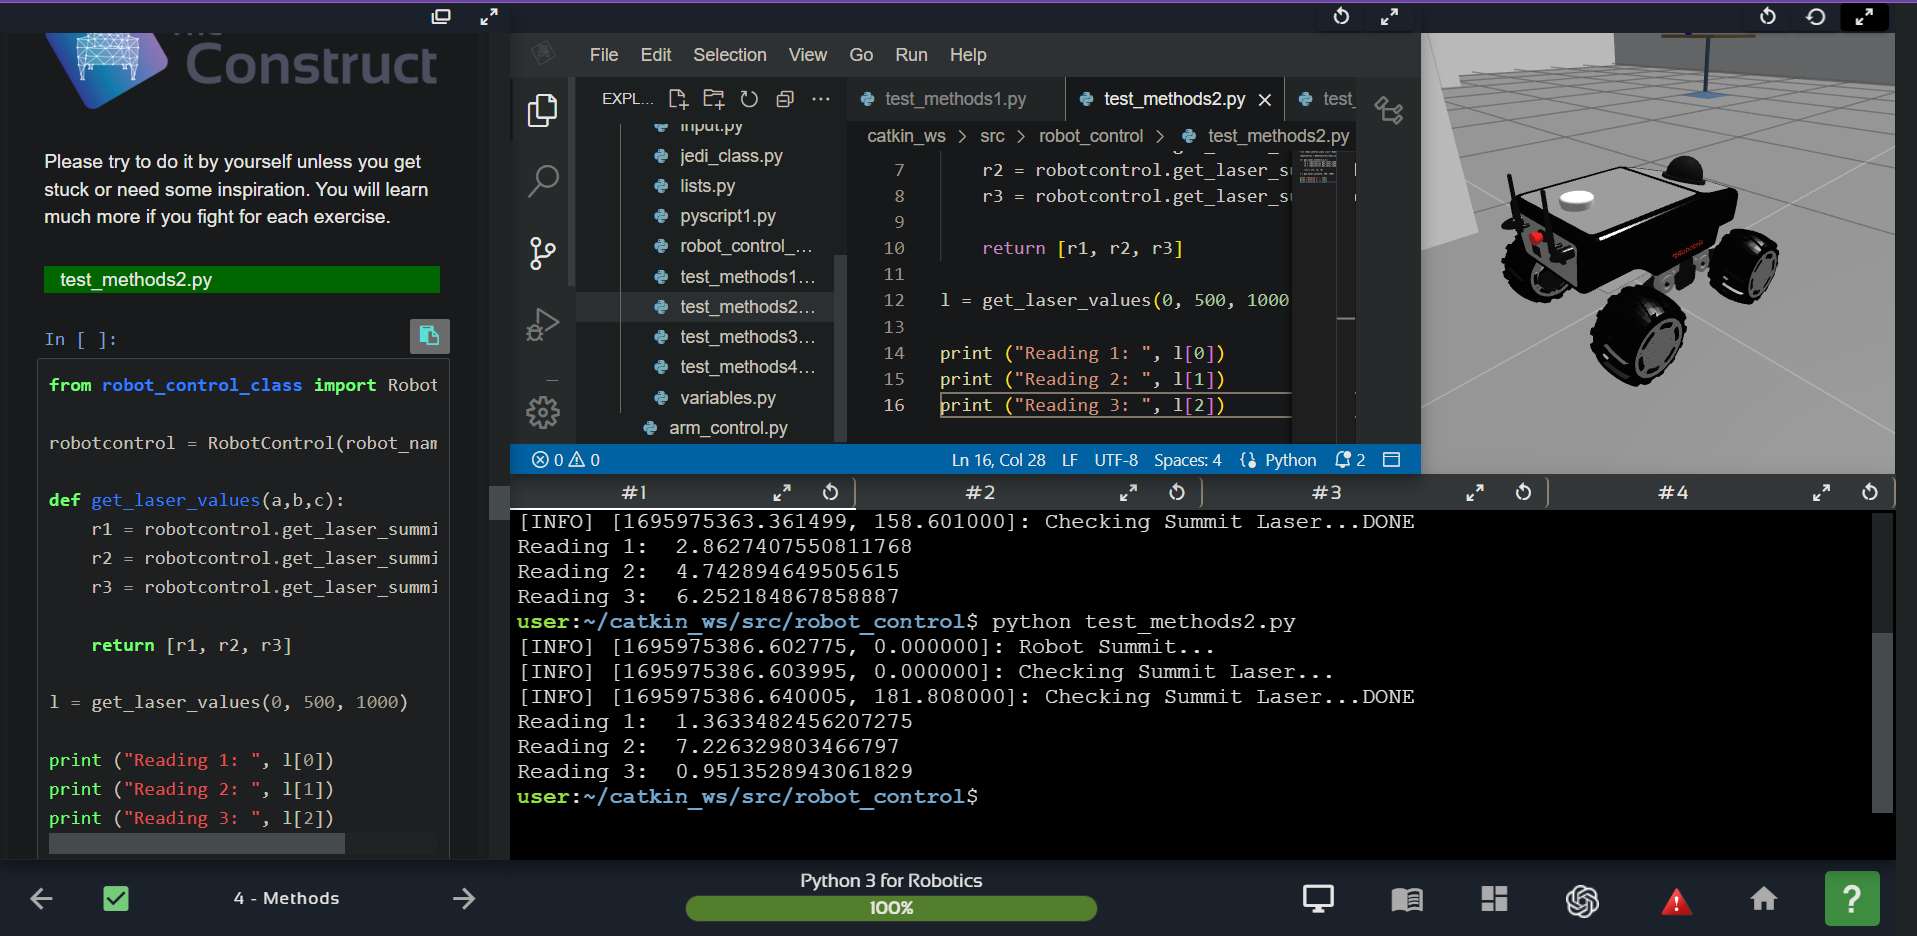 Construct
Please try to do it by yourself unless you get
stuck or need some inspiration. You will learn
much more if you fight for each exercise.
test_methods2.py
In [ ]:
from robot_control_class import Robot
robotcontrol = RobotControl(robot_nam
def get_laser_values(a,b,c):
r1 = robotcontrol.get_laser_summi
r2 = robotcontrol.get_laser_summi
r3 = robotcontrol.get_laser_summi
return [r1, r2, r3]
l = get_laser_values(0, 500, 1000)
print ("Reading 1: ", l[0])
print ("Reading 2: ", l[1])
print ("Reading 3: ", l[2])
File Edit Selection View Go Run Help
EXPL...
input.py
jedi_class.py
lists.py
pyscript1.py
robot_control_...
test_methods1...
test_methods2...
test_methods3...
test_methods4...
variables.py
arm_control.py
test_methods1.py test_methods2.py test_
catkin_ws > src > robot_control > test_methods2.py
7 r2 = robotcontrol.get_laser_su
8 r3 = robotcontrol.get_laser_su
9
10 return [r1, r2, r3]
11
12 l = get_laser_values(0, 500, 1000
13
14 print ("Reading 1: ", l[0])
15 print ("Reading 2: ", l[1])
16 print ("Reading 3: ", l[2])
0 0 Ln 16, Col 28 LF UTF-8 Spaces: 4 Python 2
#1 #2 #3 #4
[INFO] [1695975363.361499, 158.601000]: Checking Summit Laser...DONE
Reading 1:  2.8627407550811768
Reading 2:  4.742894649505615
Reading 3:  6.252184867858887
user:~/catkin_ws/src/robot_control$ python test_methods2.py
[INFO] [1695975386.602775, 0.000000]: Robot Summit...
[INFO] [1695975386.603995, 0.000000]: Checking Summit Laser...
[INFO] [1695975386.640005, 181.808000]: Checking Summit Laser...DONE
Reading 1:  1.3633482456207275
Reading 2:  7.226329803466797
Reading 3:  0.9513528943061829
user:~/catkin_ws/src/robot_control$
4 - Methods
Python 3 for Robotics
100%
?